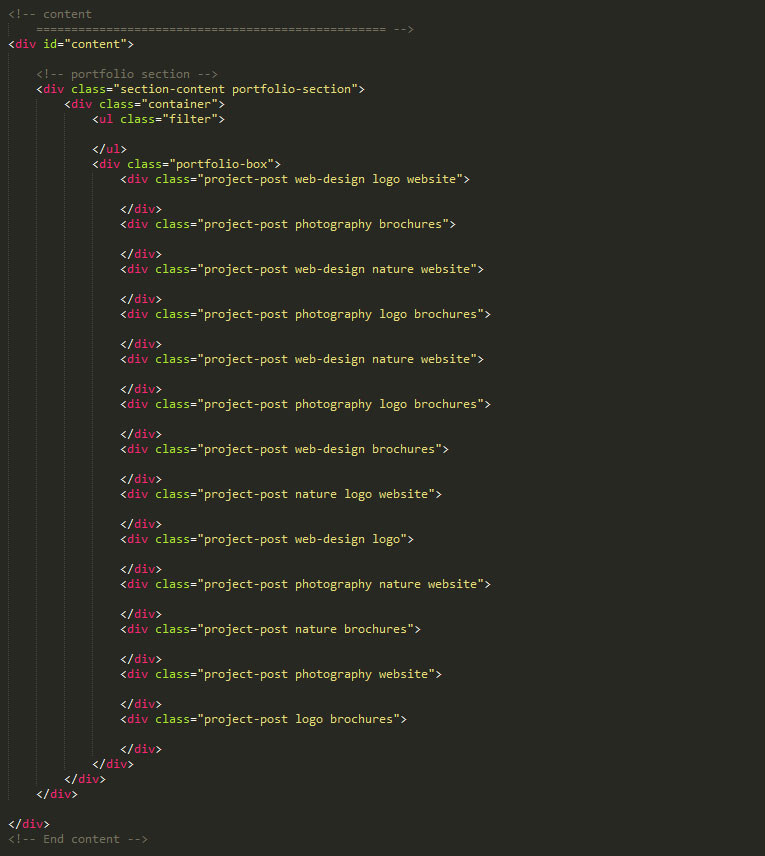 <!-- content
================================================== -->
<div id="content">
<!-- portfolio section -->
<div class="section-content portfolio-section">
<div class="container">
<ul class="filter">
</ul>
<div class="portfolio-box">
<div class="project-post web-design logo website">
</div>
<div class="project-post photography brochures">
</div>
<div class="project-post web-design nature website">
</div>
<div class="project-post photography logo brochures">
</div>
<div class="project-post web-design nature website">
</div>
<div class="project-post photography logo brochures">
</div>
<div class="project-post web-design brochures">
</div>
<div class="project-post nature logo website">
</div>
<div class="project-post web-design logo">
</div>
<div class="project-post photography nature website">
</div>
<div class="project-post nature brochures">
</div>
<div class="project-post photography website">
</div>
<div class="project-post logo brochures">
</div>
</div>
</div>
</div>
</div>
<!-- End content -->